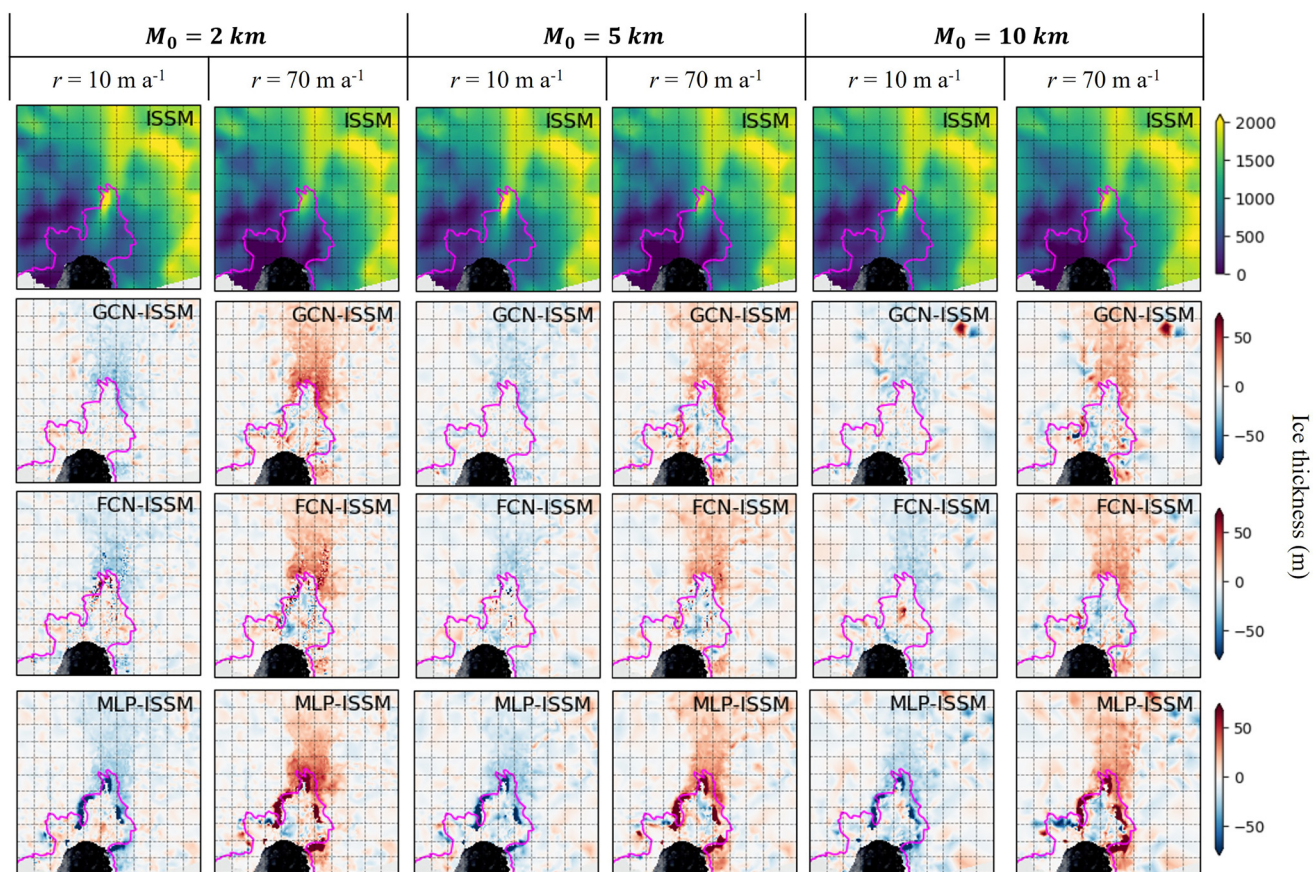 M₀ = 2 km M₀ = 5 km M₀ = 10 km
r = 10 m a⁻¹ r = 70 m a⁻¹ r = 10 m a⁻¹ r = 70 m a⁻¹ r = 10 m a⁻¹ r = 70 m a⁻¹
ISSM ISSM ISSM ISSM ISSM ISSM
2000
1500
1000
500
0
GCN-ISSM GCN-ISSM GCN-ISSM GCN-ISSM GCN-ISSM GCN-ISSM
50
0
−50
FCN-ISSM FCN-ISSM FCN-ISSM FCN-ISSM FCN-ISSM FCN-ISSM
50
0
−50
MLP-ISSM MLP-ISSM MLP-ISSM MLP-ISSM MLP-ISSM MLP-ISSM
50
0
−50
Ice thickness (m)